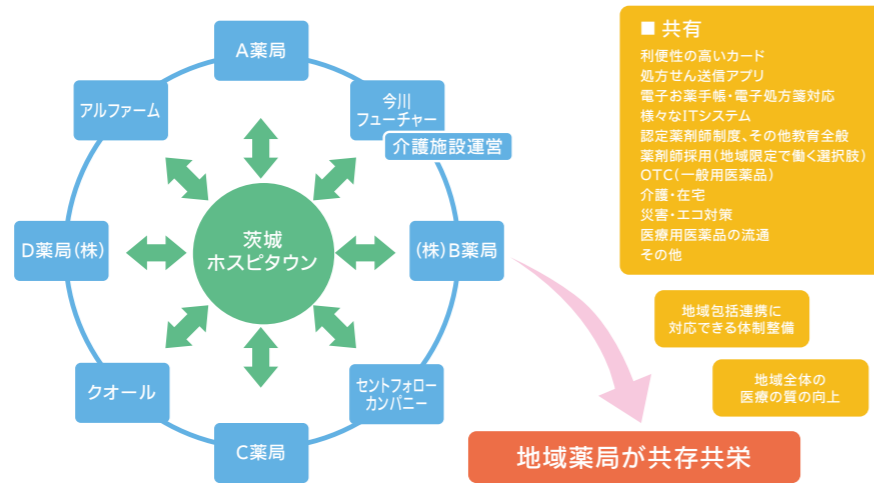 A薬局
アルファーム
今川
フューチャー
介護施設運営
D薬局(株)
茨城
ホスピタウン
(株)B薬局
クオール
セントフォロー
カンパニー
C薬局
■ 共有
利便性の高いカード
処方せん送信アプリ
電子お薬手帳・電子処方箋対応
様々なITシステム
認定薬剤師制度、その他教育全般
薬剤師採用(地域限定で働く選択肢)
OTC(一般用医薬品)
介護・在宅
災害・エコ対策
医療用医薬品の流通
その他
地域包括連携に
対応できる体制整備
地域全体の
医療の質の向上
地域薬局が共存共栄